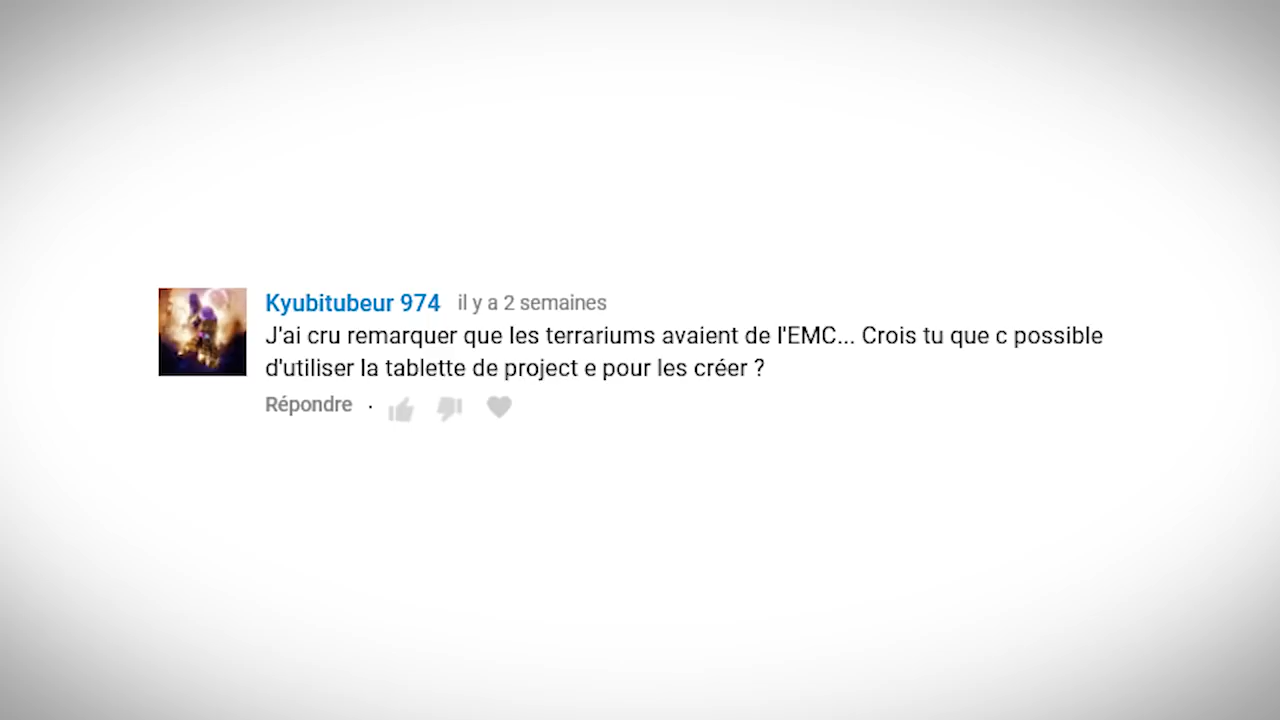 Kyubitubeur 974 il y a 2 semaines
J'ai cru remarquer que les terrariums avaient de l'EMC... Crois tu que c possible
d'utiliser la tablette de project e pour les créer ?
Répondre ·